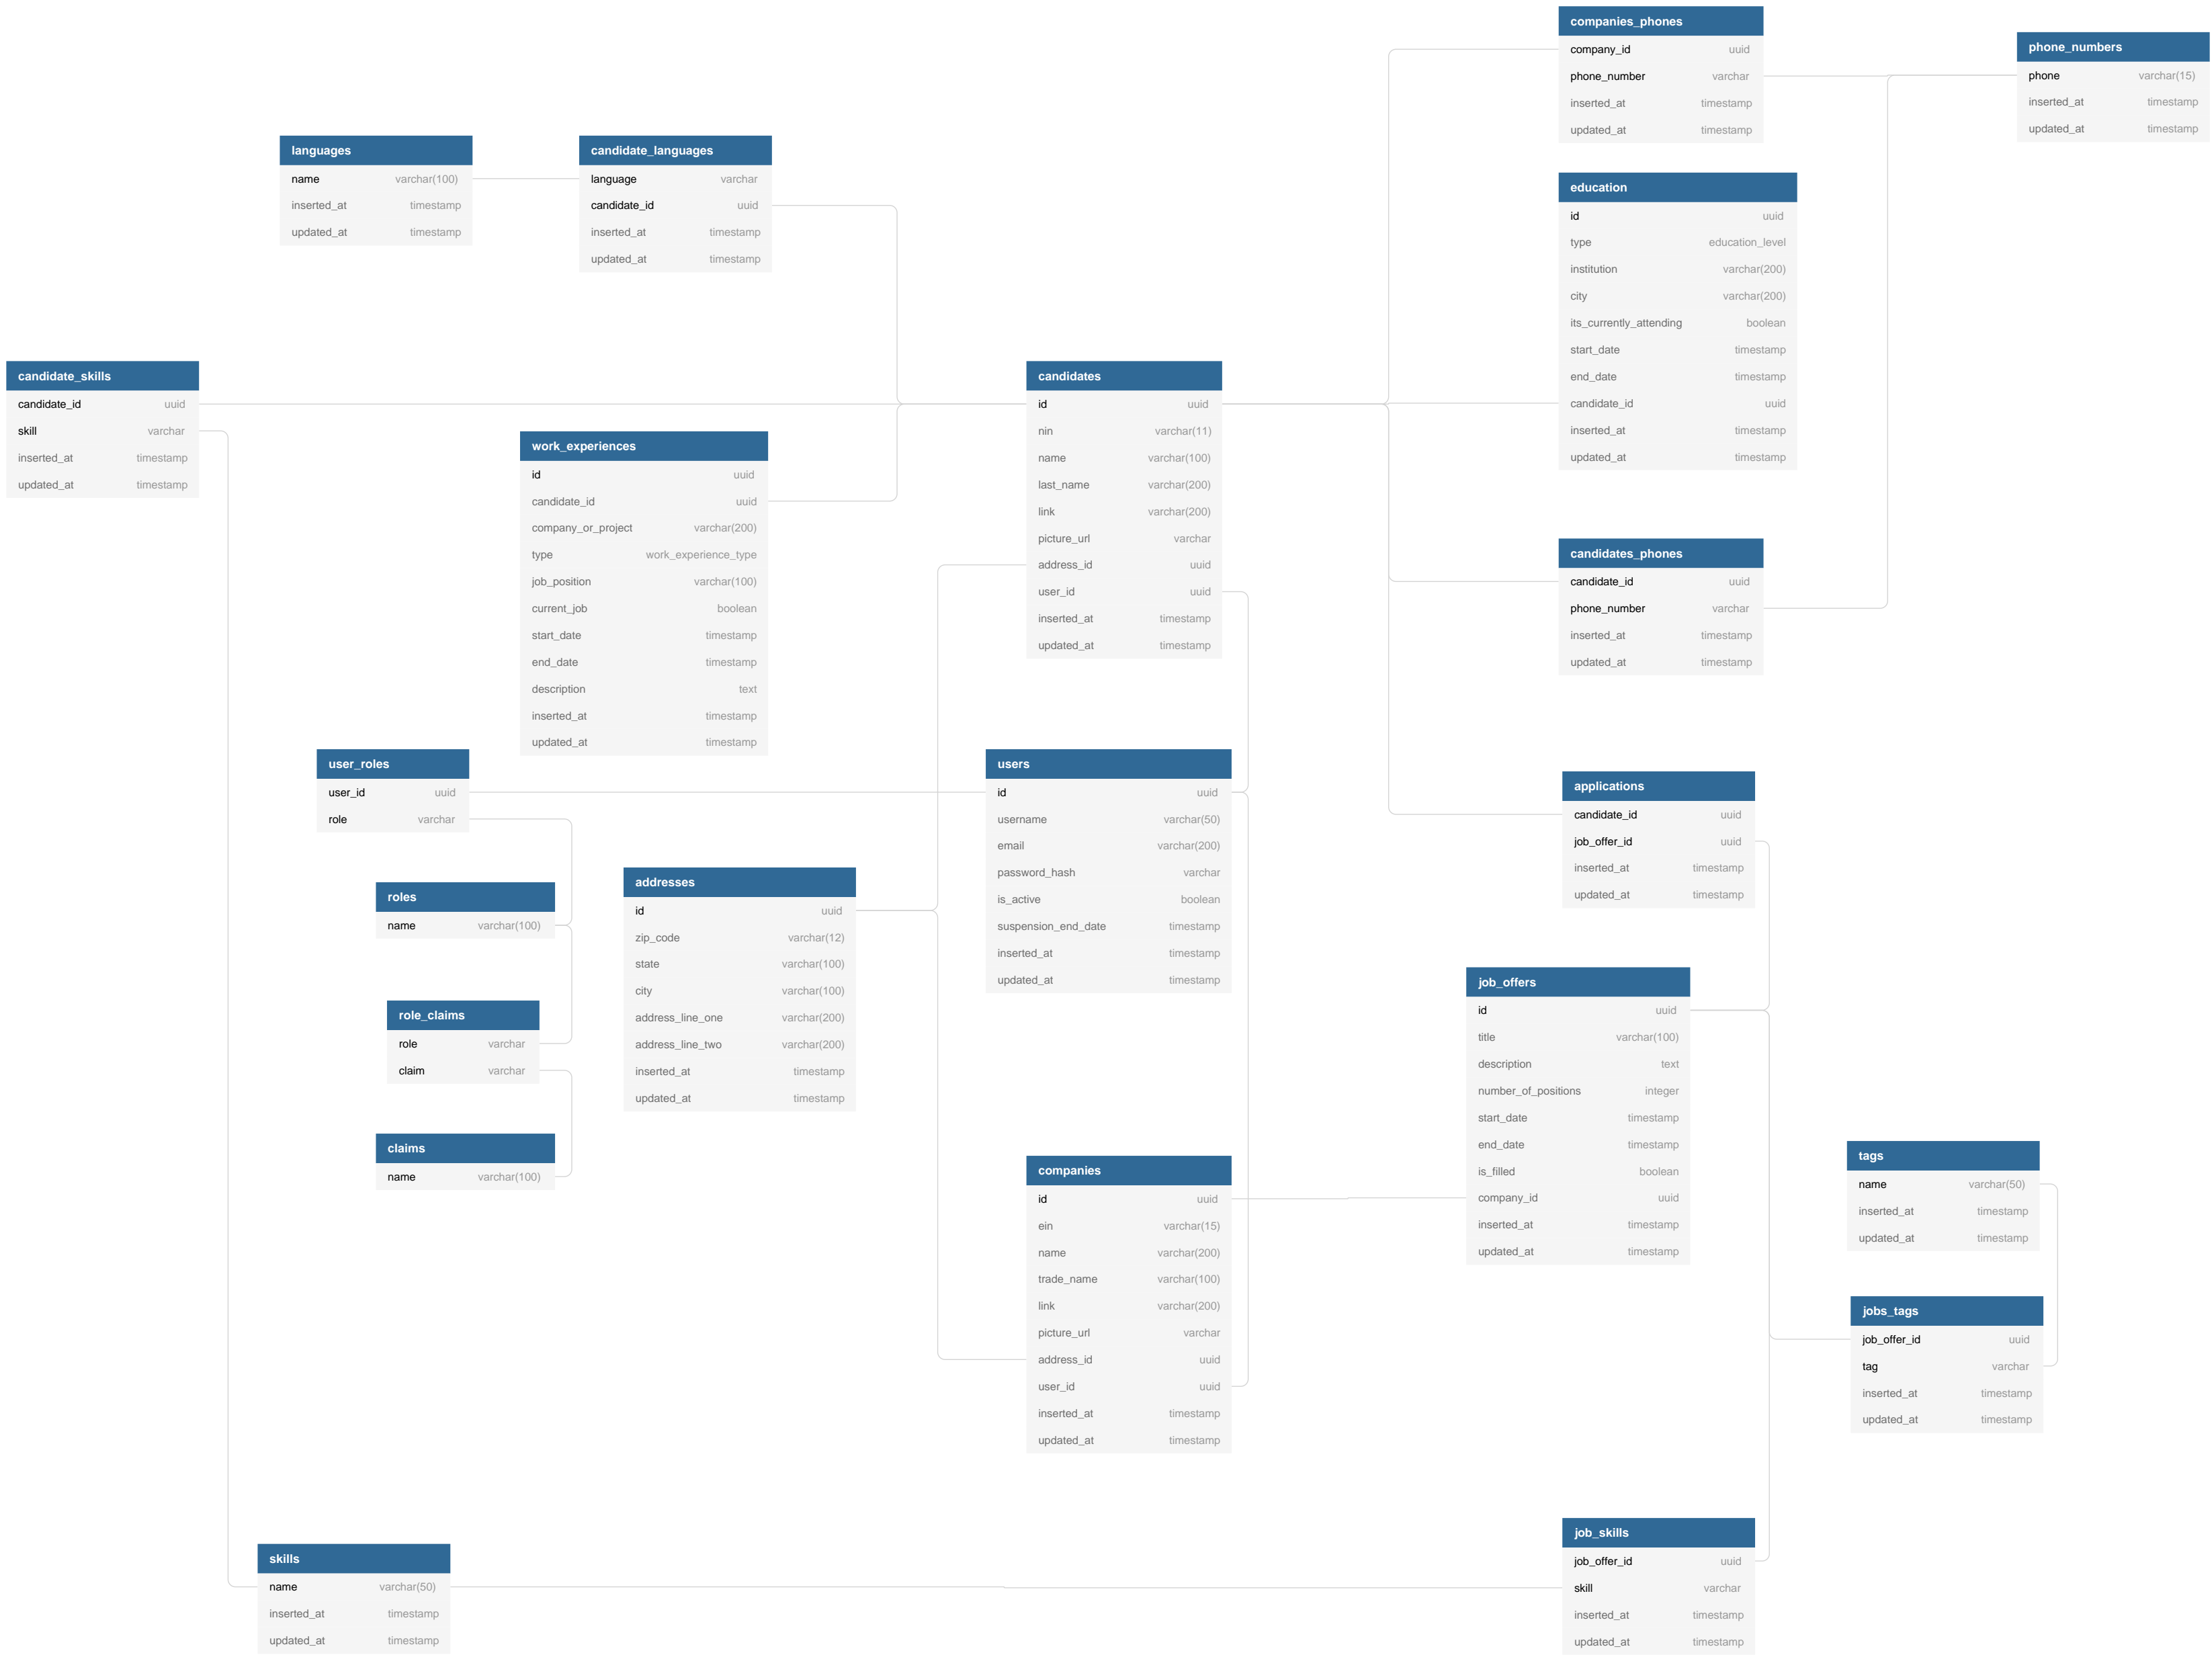 companies_phones
company_id uuid
phone_number varchar
inserted_at timestamp
updated_at timestamp
phone_numbers
phone varchar(15)
inserted_at timestamp
updated_at timestamp
languages
name varchar(100)
inserted_at timestamp
updated_at timestamp
candidate_languages
language varchar
candidate_id uuid
inserted_at timestamp
updated_at timestamp
education
id uuid
type education_level
institution varchar(200)
city varchar(200)
its_currently_attending boolean
start_date timestamp
end_date timestamp
candidate_id uuid
inserted_at timestamp
updated_at timestamp
candidate_skills
candidate_id uuid
skill varchar
inserted_at timestamp
updated_at timestamp
candidates
id uuid
nin varchar(11)
name varchar(100)
last_name varchar(200)
link varchar(200)
picture_url varchar
address_id uuid
user_id uuid
inserted_at timestamp
updated_at timestamp
work_experiences
id uuid
candidate_id uuid
company_or_project varchar(200)
type work_experience_type
job_position varchar(100)
current_job boolean
start_date timestamp
end_date timestamp
description text
inserted_at timestamp
updated_at timestamp
candidates_phones
candidate_id uuid
phone_number varchar
inserted_at timestamp
updated_at timestamp
user_roles
user_id uuid
role varchar
users
id uuid
username varchar(50)
email varchar(200)
password_hash varchar
is_active boolean
suspension_end_date timestamp
inserted_at timestamp
updated_at timestamp
applications
candidate_id uuid
job_offer_id uuid
inserted_at timestamp
updated_at timestamp
roles
name varchar(100)
addresses
id uuid
zip_code varchar(12)
state varchar(100)
city varchar(100)
address_line_one varchar(200)
address_line_two varchar(200)
inserted_at timestamp
updated_at timestamp
job_offers
id uuid
title varchar(100)
description text
number_of_positions integer
start_date timestamp
end_date timestamp
is_filled boolean
company_id uuid
inserted_at timestamp
updated_at timestamp
role_claims
role varchar
claim varchar
claims
name varchar(100)
companies
id uuid
ein varchar(15)
name varchar(200)
trade_name varchar(100)
link varchar(200)
picture_url varchar
address_id uuid
user_id uuid
inserted_at timestamp
updated_at timestamp
tags
name varchar(50)
inserted_at timestamp
updated_at timestamp
jobs_tags
job_offer_id uuid
tag varchar
inserted_at timestamp
updated_at timestamp
skills
name varchar(50)
inserted_at timestamp
updated_at timestamp
job_skills
job_offer_id uuid
skill varchar
inserted_at timestamp
updated_at timestamp